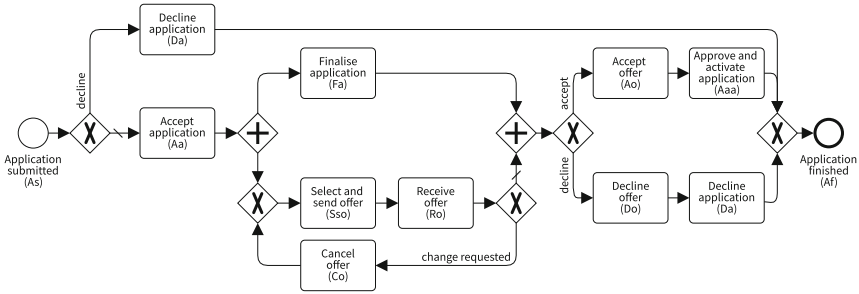 Decline
application
(Da)
decline
Application
submitted
(As)
Accept
application
(Aa)
Finalise
application
(Fa)
Select and
send offer
(Sso)
Receive
offer
(Ro)
Cancel
offer
(Co)
change requested
accept
decline
Accept
offer
(Ao)
Approve and
activate
application
(Aaa)
Decline
offer
(Do)
Decline
application
(Da)
Application
finished
(Af)